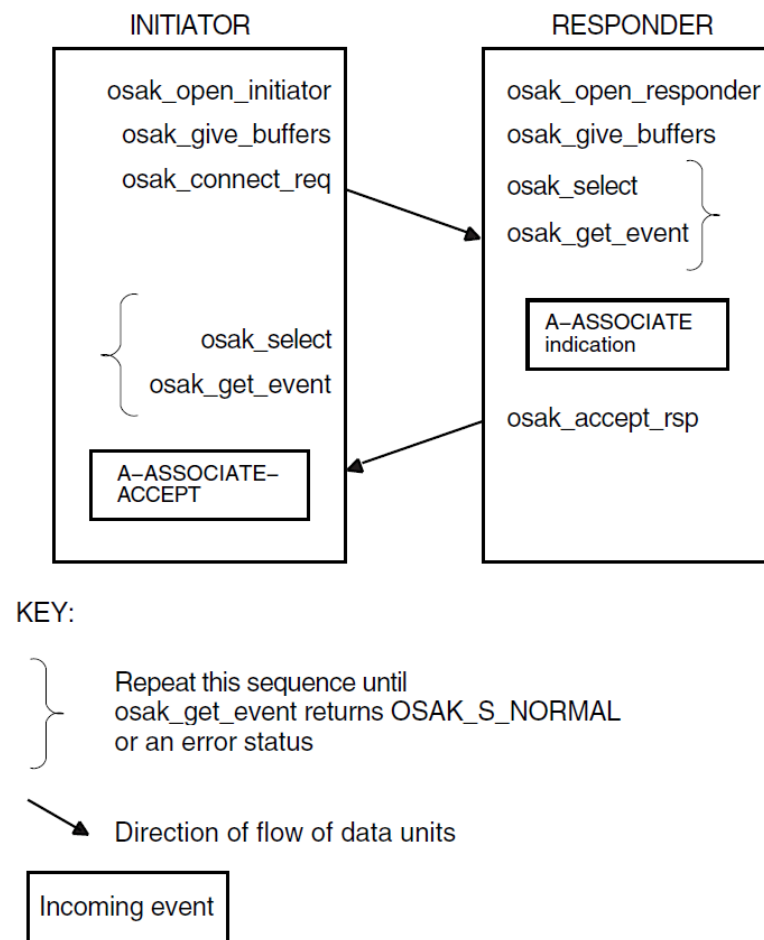 INITIATOR
osak_open_initiator
osak_give_buffers
osak_connect_req
osak_select
osak_get_event
A–ASSOCIATE–
ACCEPT
RESPONDER
osak_open_responder
osak_give_buffers
osak_select
osak_get_event
A–ASSOCIATE
indication
osak_accept_rsp
KEY:
Repeat this sequence until
osak_get_event returns OSAK_S_NORMAL
or an error status
Direction of flow of data units
Incoming event